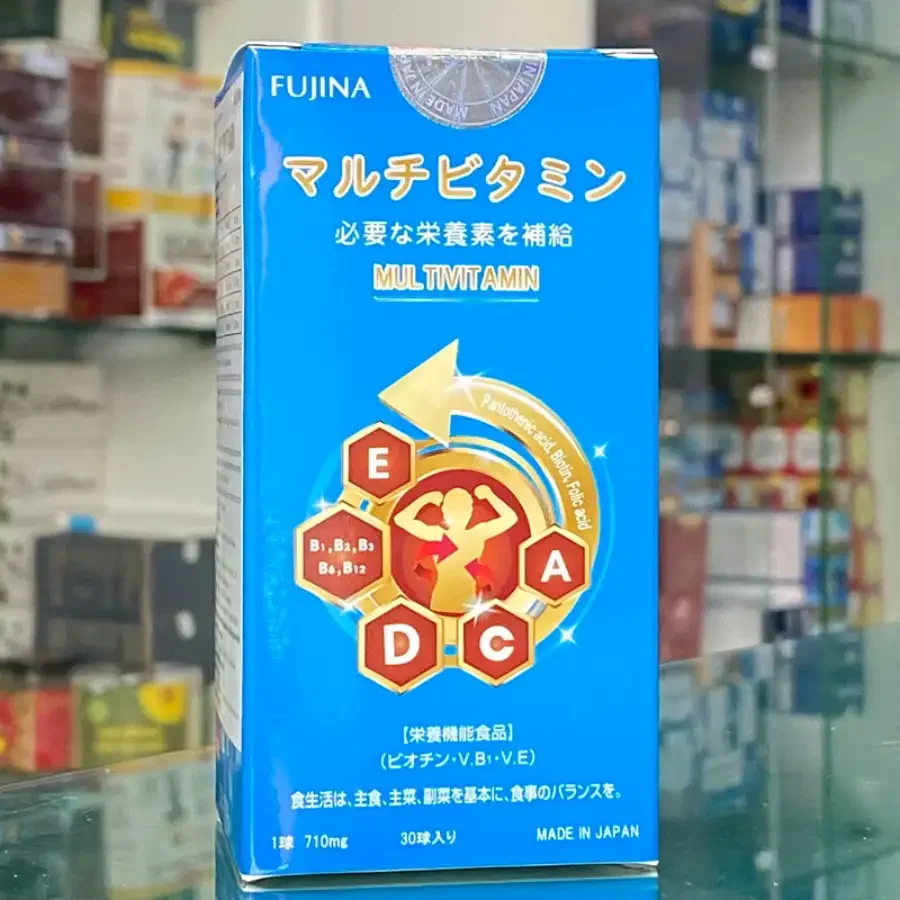 FUJINA
MADE IN JAPAN
マルチビタミン
必要な栄養素を補給
MULTIVITAMIN
Pantothenic acid, Biotin, Folic acid
E
B1,B2,B3
B6,B12
A
D
C
【栄養機能食品】
(ビオチン・V.B1・V.E)
食生活は、主食、主菜、副菜を基本に、食事のバランスを。
1球 710mg 30球入り MADE IN JAPAN